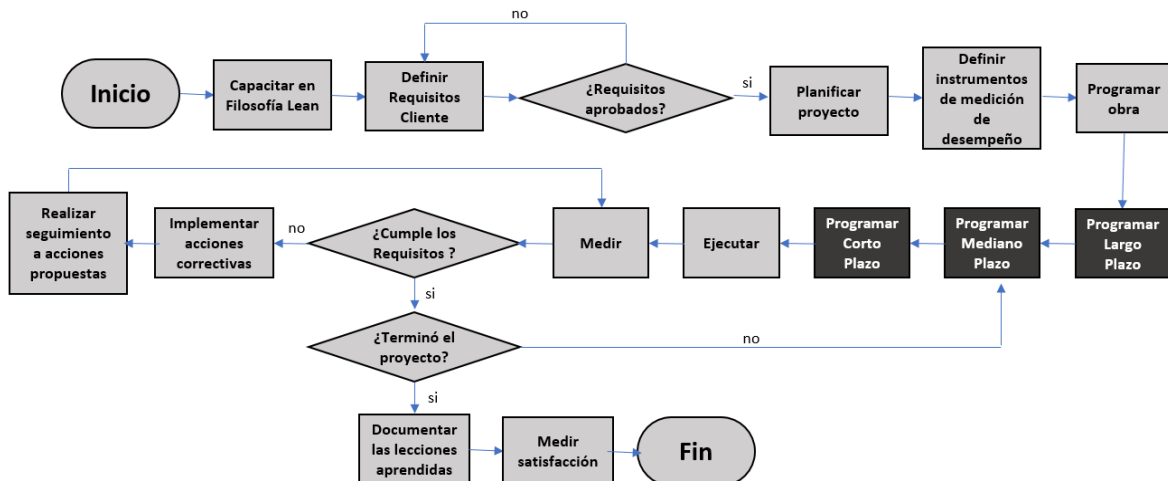 no
Inicio
Capacitar en
Filosofía Lean
Definir
Requisitos
Cliente
¿Requisitos
aprobados?
si
Planificar
proyecto
Definir
instrumentos
de medición
de
desempeño
Programar
obra
Realizar
seguimiento
a acciones
propuestas
Implementar
acciones
correctivas
no
¿Cumple los
Requisitos ?
Medir
Ejecutar
Programar
Corto
Plazo
Programar
Mediano
Plazo
Programar
Largo
Plazo
si
¿Terminó el
proyecto?
no
si
Documentar
las lecciones
aprendidas
Medir
satisfacción
Fin